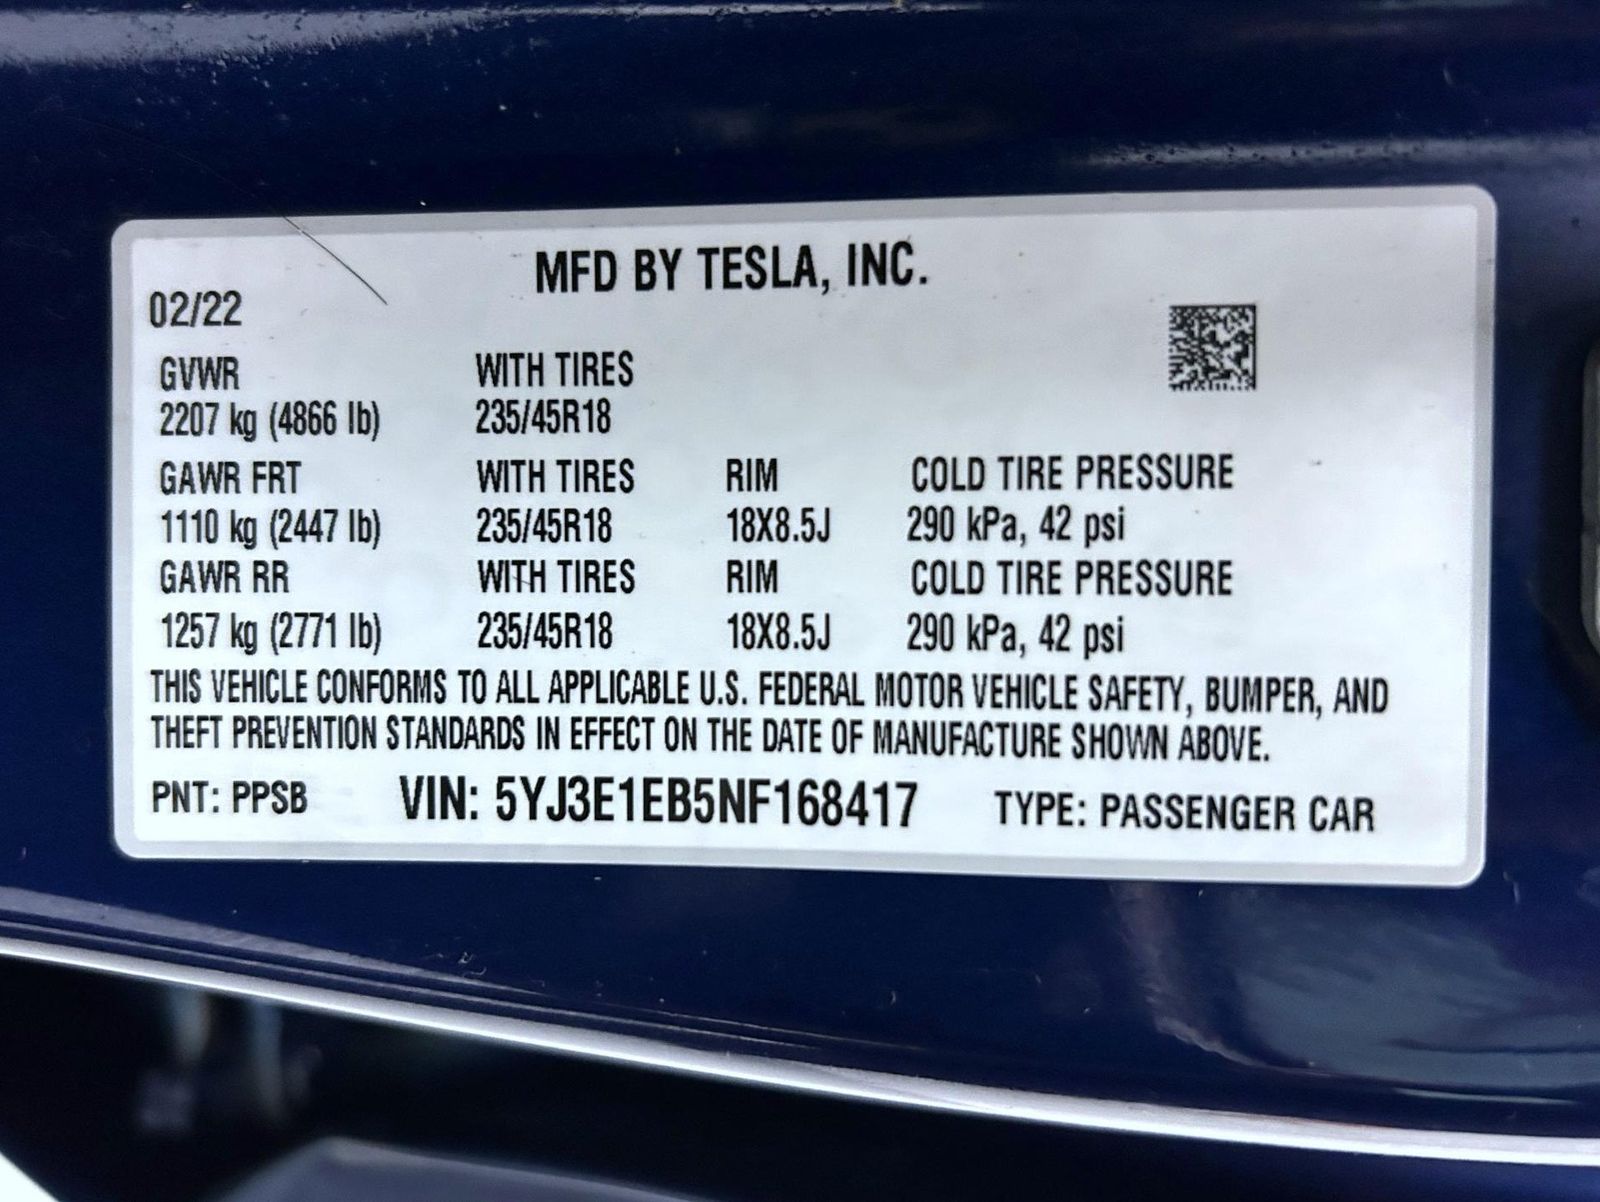 MFD BY TESLA, INC.
02/22
GVWR WITH TIRES
2207 kg (4866 lb) 235/45R18
GAWR FRT WITH TIRES RIM COLD TIRE PRESSURE
1110 kg (2447 lb) 235/45R18 18X8.5J 290 kPa, 42 psi
GAWR RR WITH TIRES RIM COLD TIRE PRESSURE
1257 kg (2771 lb) 235/45R18 18X8.5J 290 kPa, 42 psi
THIS VEHICLE CONFORMS TO ALL APPLICABLE U.S. FEDERAL MOTOR VEHICLE SAFETY, BUMPER, AND
THEFT PREVENTION STANDARDS IN EFFECT ON THE DATE OF MANUFACTURE SHOWN ABOVE.
PNT: PPSB VIN: 5YJ3E1EB5NF168417 TYPE: PASSENGER CAR